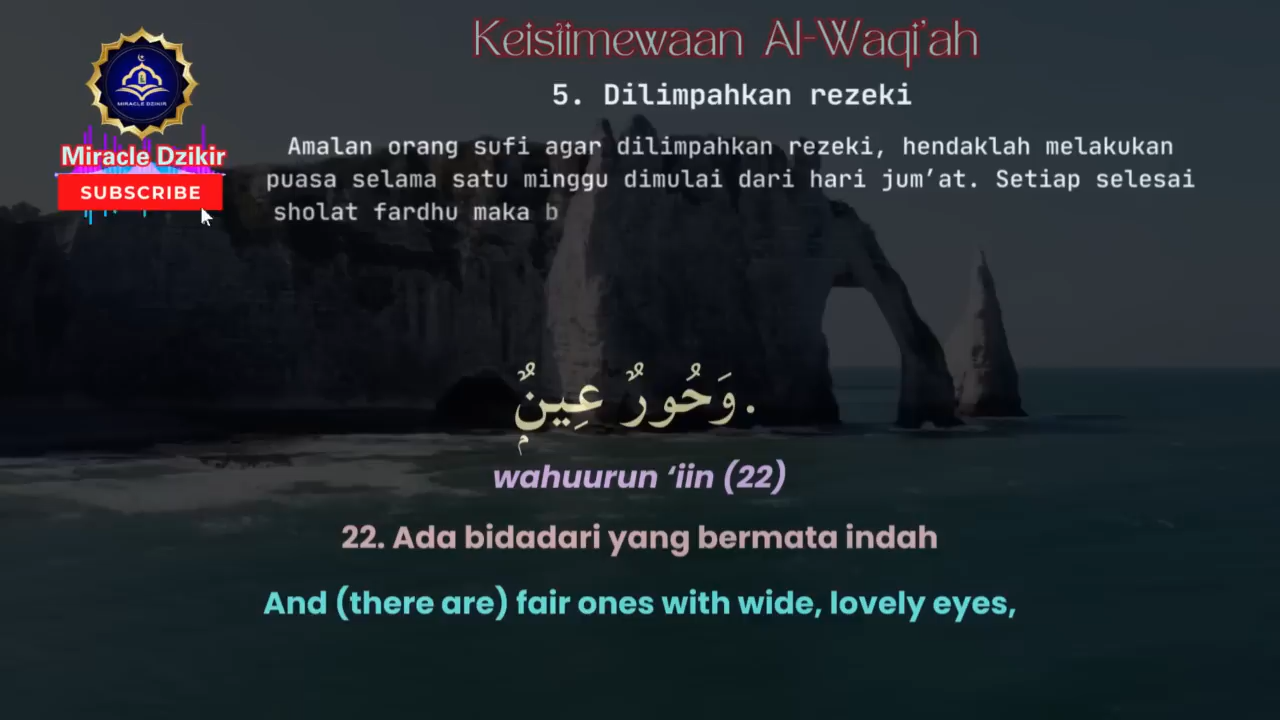 Keistimewaan Al-Waqi'ah
5. Dilimpahkan rezeki
Amalan orang sufi agar dilimpahkan rezeki, hendaklah melakukan
puasa selama satu minggu dimulai dari hari jum’at. Setiap selesai
sholat fardhu maka b
MIRACLE DZIKIR
Miracle Dzikir
SUBSCRIBE
وَحُورٌ عِينٌۭ.
wahuurun ‘iin (22)
22. Ada bidadari yang bermata indah
And (there are) fair ones with wide, lovely eyes,